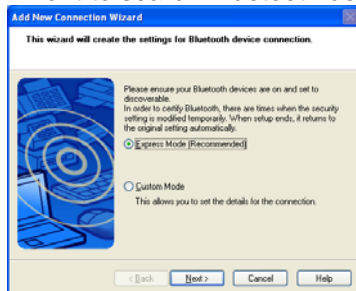 Add New Connection Wizard
This wizard will create the settings for Bluetooth device connection.
Please ensure your Bluetooth devices are on and set to
discoverable.
In order to certify Bluetooth, there are times when the security
setting is modified temporarily. When setup ends, it returns to
the original setting automatically.
Express Mode (Recommended)
Custom Mode
This allows you to set the details for the connection.
< Back Next > Cancel Help